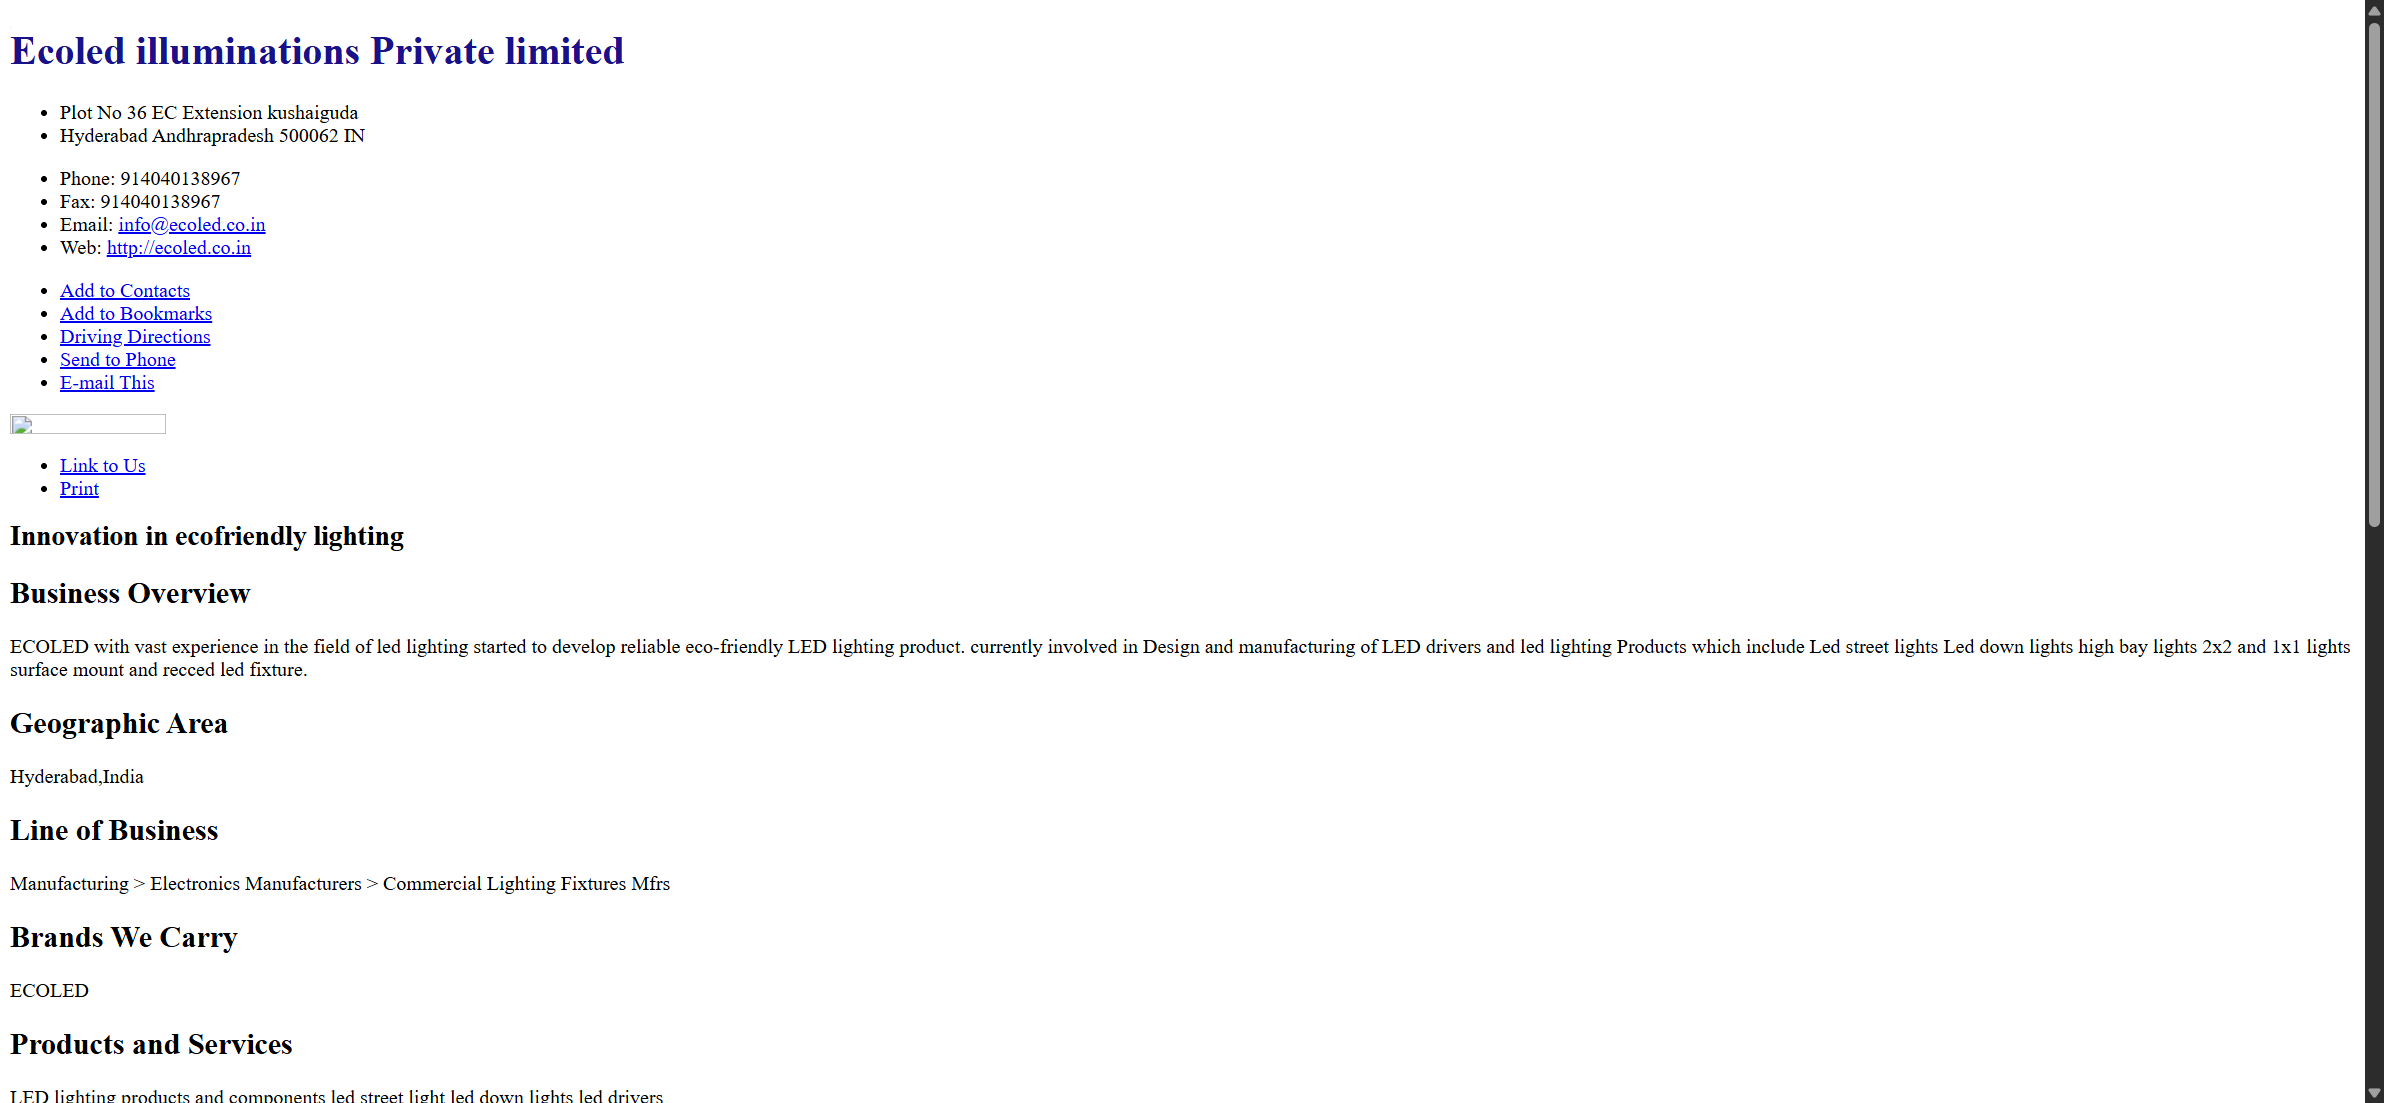 Ecoled illuminations Private limited
Plot No 36 EC Extension kushaiguda
Hyderabad Andhrapradesh 500062 IN
Phone: 914040138967
Fax: 914040138967
Email: info@ecoled.co.in
Web: http://ecoled.co.in
Add to Contacts
Add to Bookmarks
Driving Directions
Send to Phone
E-mail This
Link to Us
Print
Innovation in ecofriendly lighting
Business Overview
ECOLED with vast experience in the field of led lighting started to develop reliable eco-friendly LED lighting product. currently involved in Design and manufacturing of LED drivers and led lighting Products which include Led street lights Led down lights high bay lights 2x2 and 1x1 lights
surface mount and recced led fixture.
Geographic Area
Hyderabad,India
Line of Business
Manufacturing > Electronics Manufacturers > Commercial Lighting Fixtures Mfrs
Brands We Carry
ECOLED
Products and Services
LED lighting products and components led street light led down lights led drivers